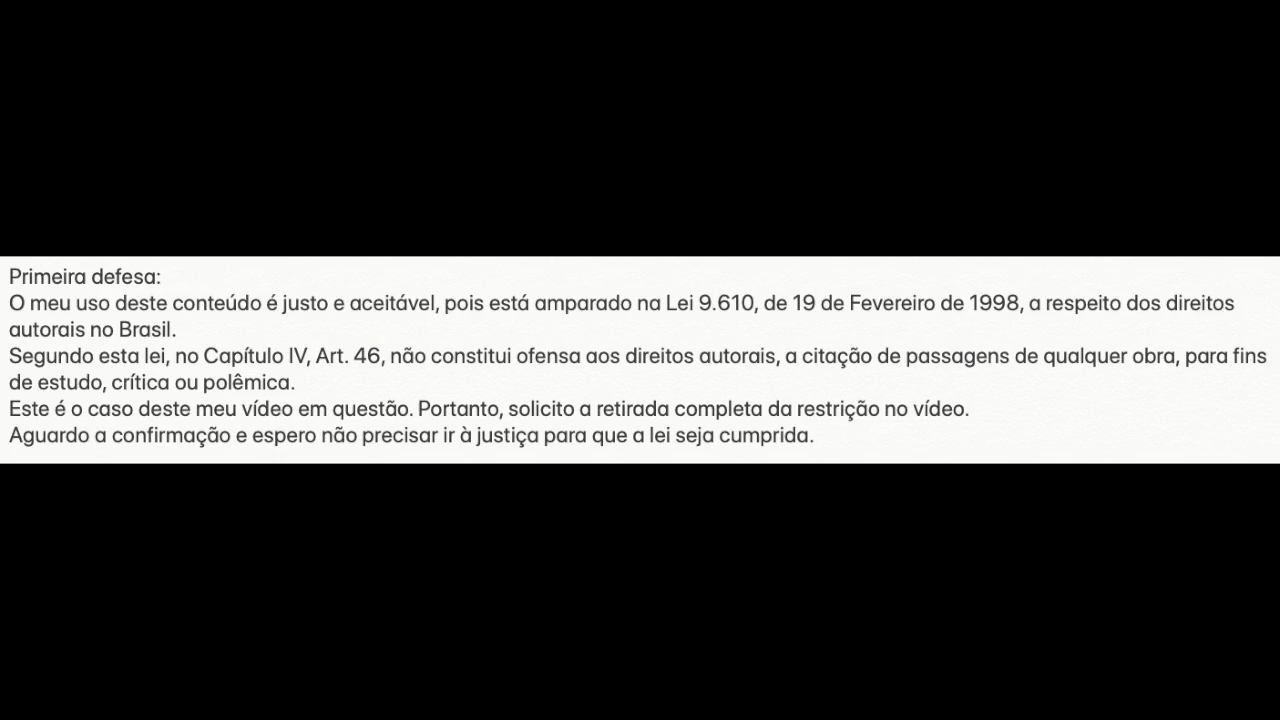 Primeira defesa:
O meu uso deste conteúdo é justo e aceitável, pois está amparado na Lei 9.610, de 19 de Fevereiro de 1998, a respeito dos direitos
autorais no Brasil.
Segundo esta lei, no Capítulo IV, Art. 46, não constitui ofensa aos direitos autorais, a citação de passagens de qualquer obra, para fins
de estudo, crítica ou polêmica.
Este é o caso deste meu vídeo em questão. Portanto, solicito a retirada completa da restrição no vídeo.
Aguardo a confirmação e espero não precisar ir à justiça para que a lei seja cumprida.